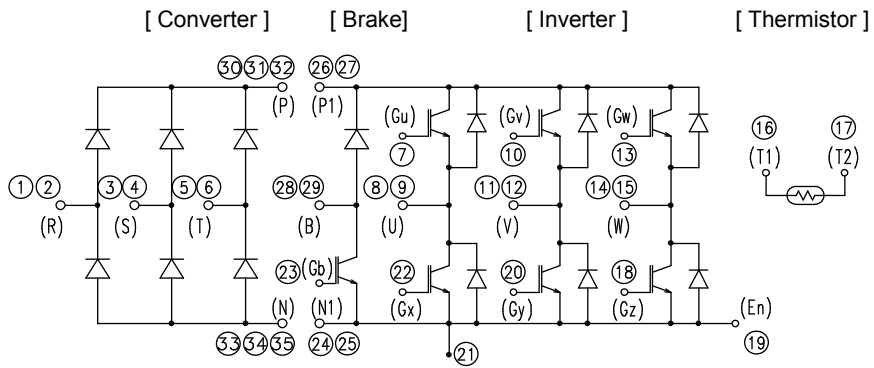 [ Converter ] [ Brake] [ Inverter ] [ Thermistor ]
30 31 32 26 27
(P) (P1) (Gu) (Gv) (Gw)
7 10 13 16 17
(T1) (T2)
1 2 3 4 5 6 28 29 8 9 11 12 14 15
(R) (S) (T) (B) (U) (V) (W)
23 (Gb) 22 20 18
(N) (N1) (Gx) (Gy) (Gz) (En)
33 34 35 24 25 21 19